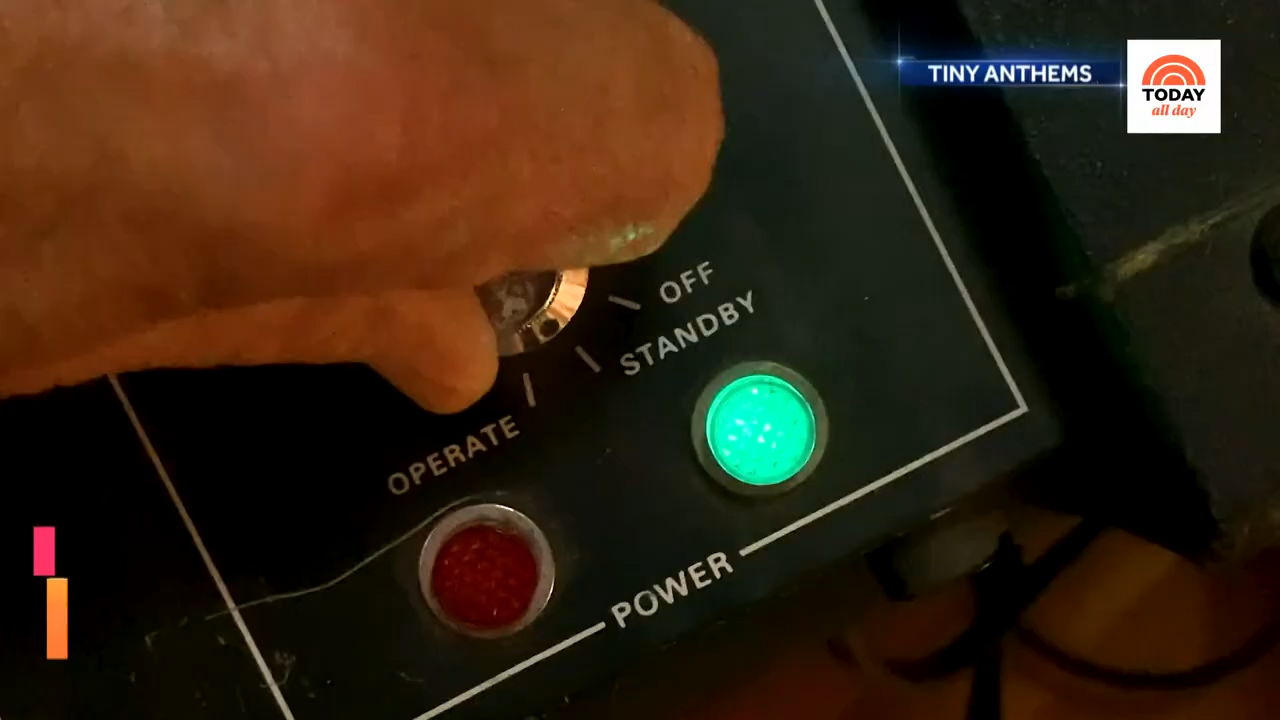 TINY ANTHEMS
TODAY
all day
OFF
STANDBY
OPERATE
POWER